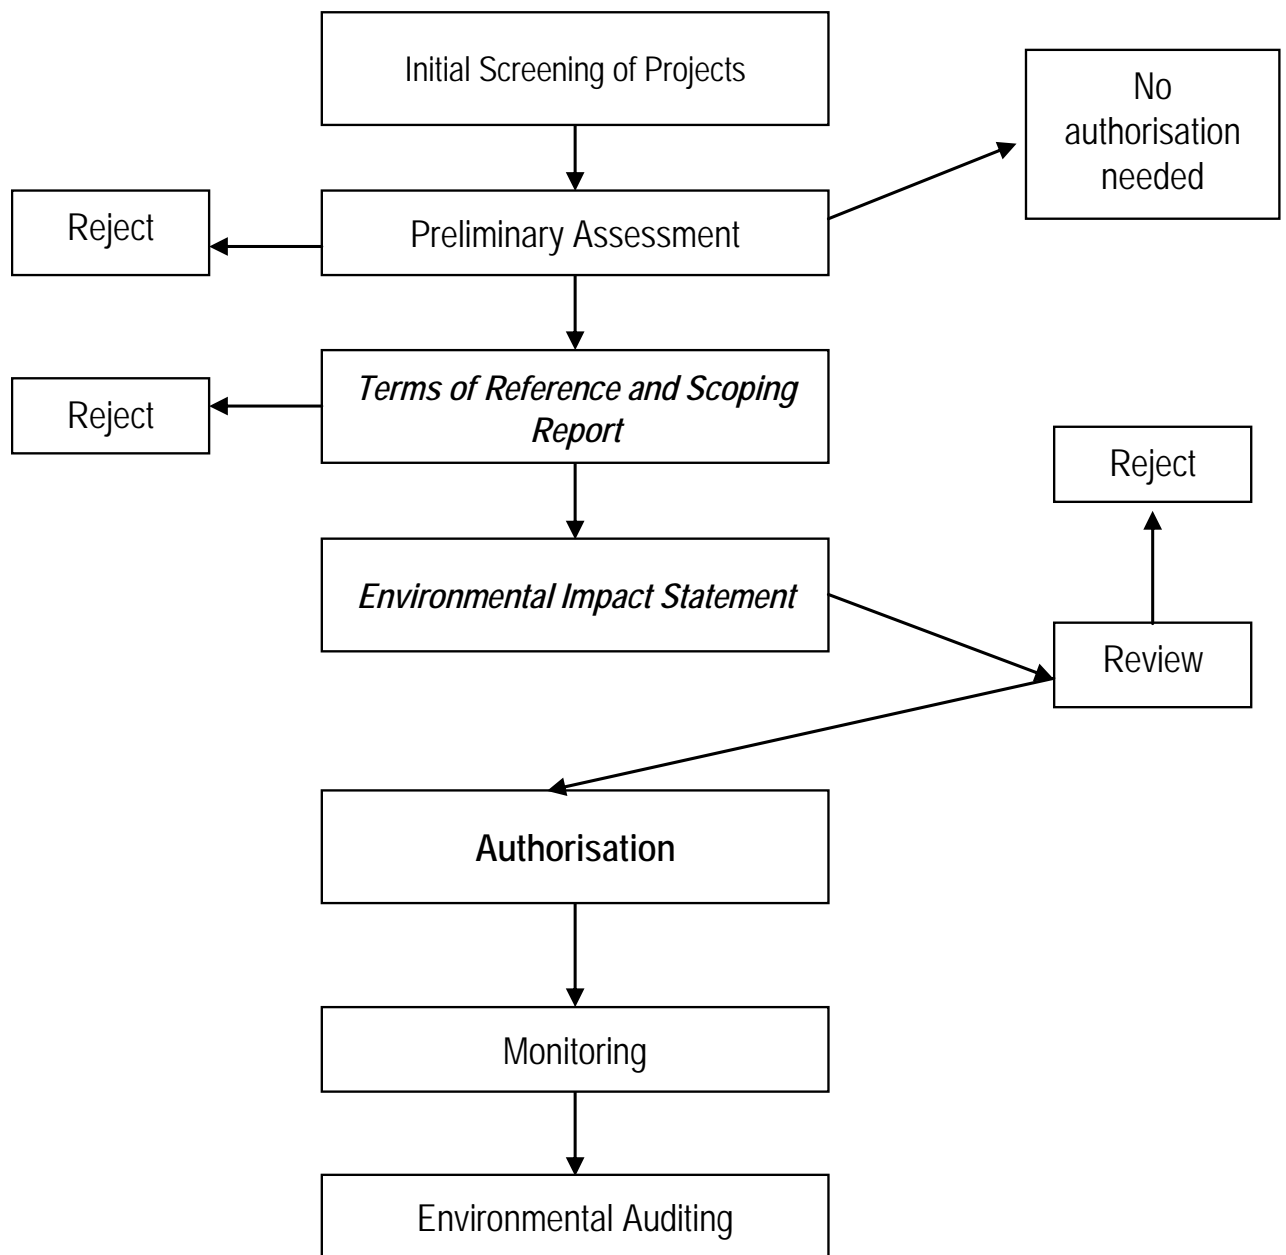 Initial Screening of Projects
No
authorisation
needed
Reject
Preliminary Assessment
Terms of Reference and Scoping
Report
Reject
Reject
Environmental Impact Statement
Review
Authorisation
Monitoring
Environmental Auditing